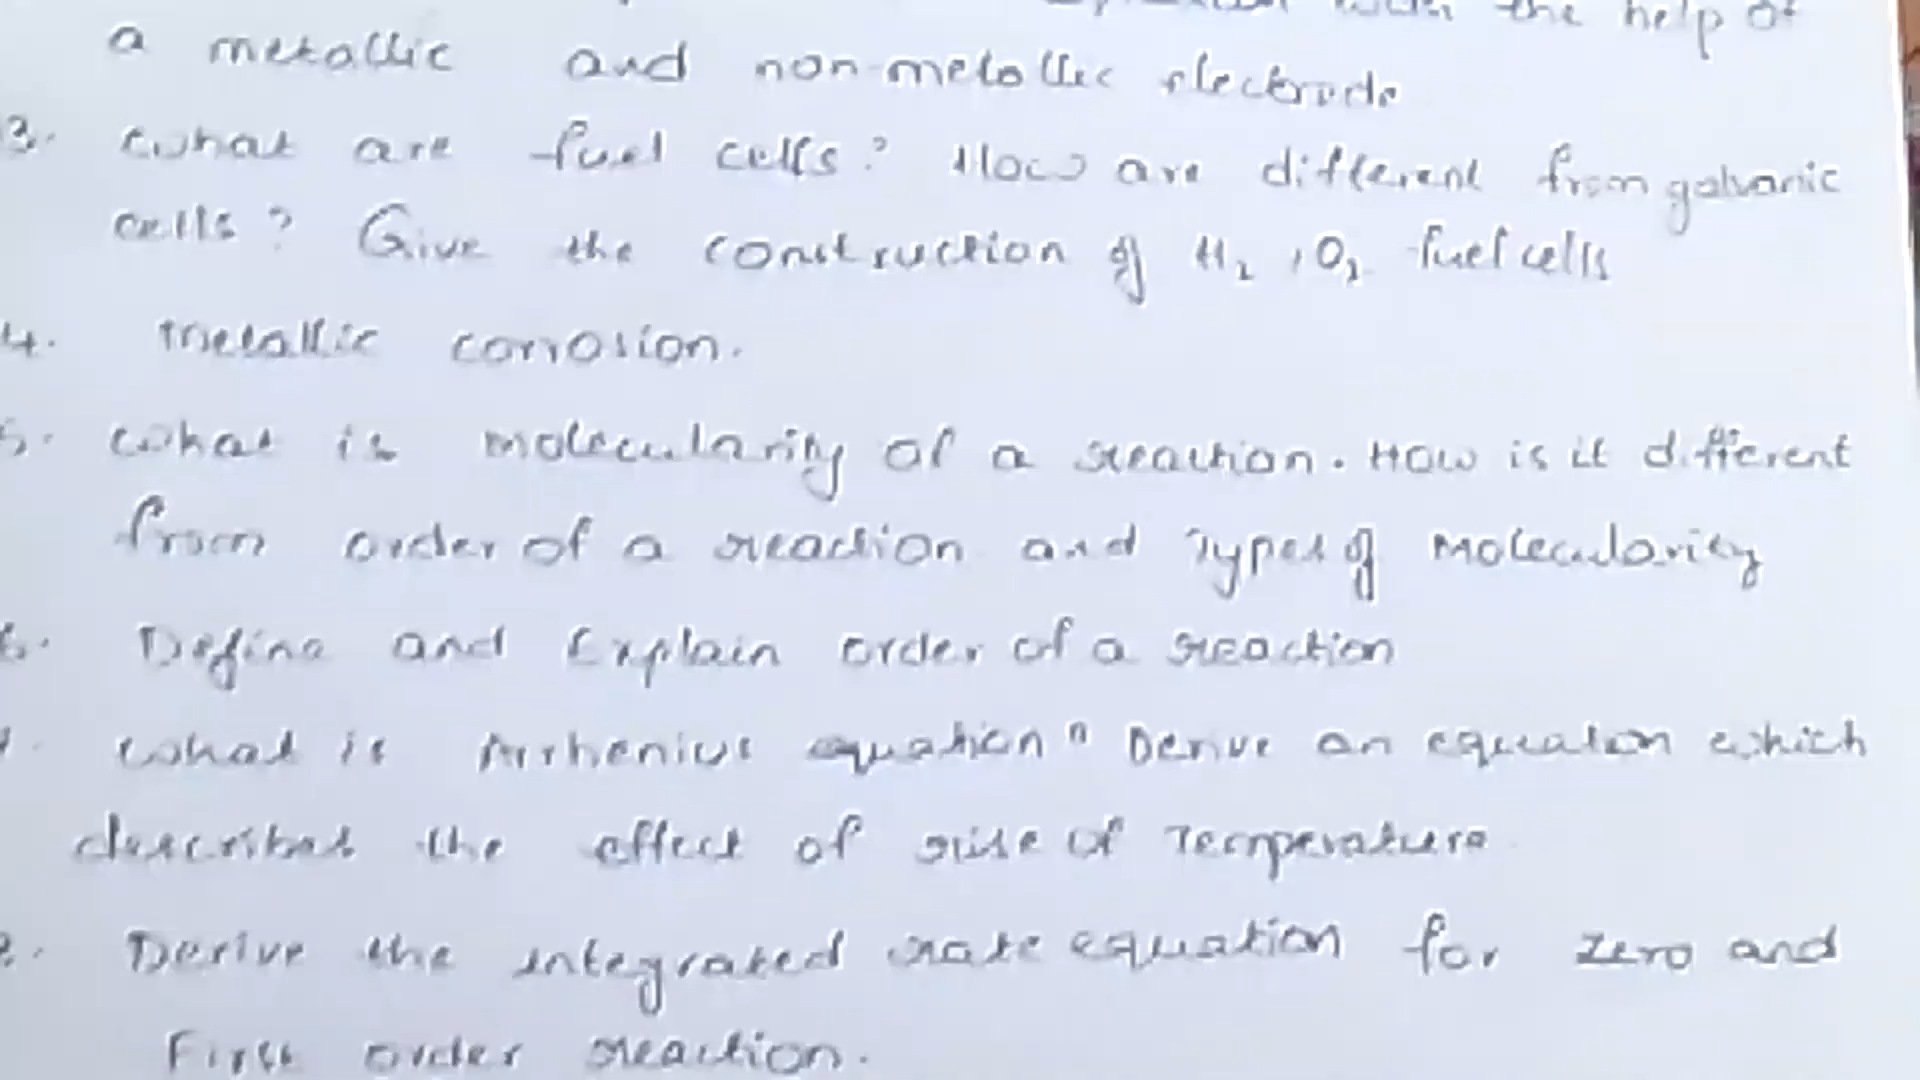 with the help of
a metallic and non-metallic electrode
3. What are fuel cells? How are different from galvanic
cells? Give the construction of H₂, O₂ fuel cells
4. Metallic corrosion.
5. What is molecularity of a reaction. How is it different
from order of a reaction and Types of Molecularity
6. Define and Explain order of a reaction
7. What is Arrhenius equation" Derive an equation which
describes the effect of rise of Temperature
8. Derive the integrated rate equation for zero and
First order reaction.